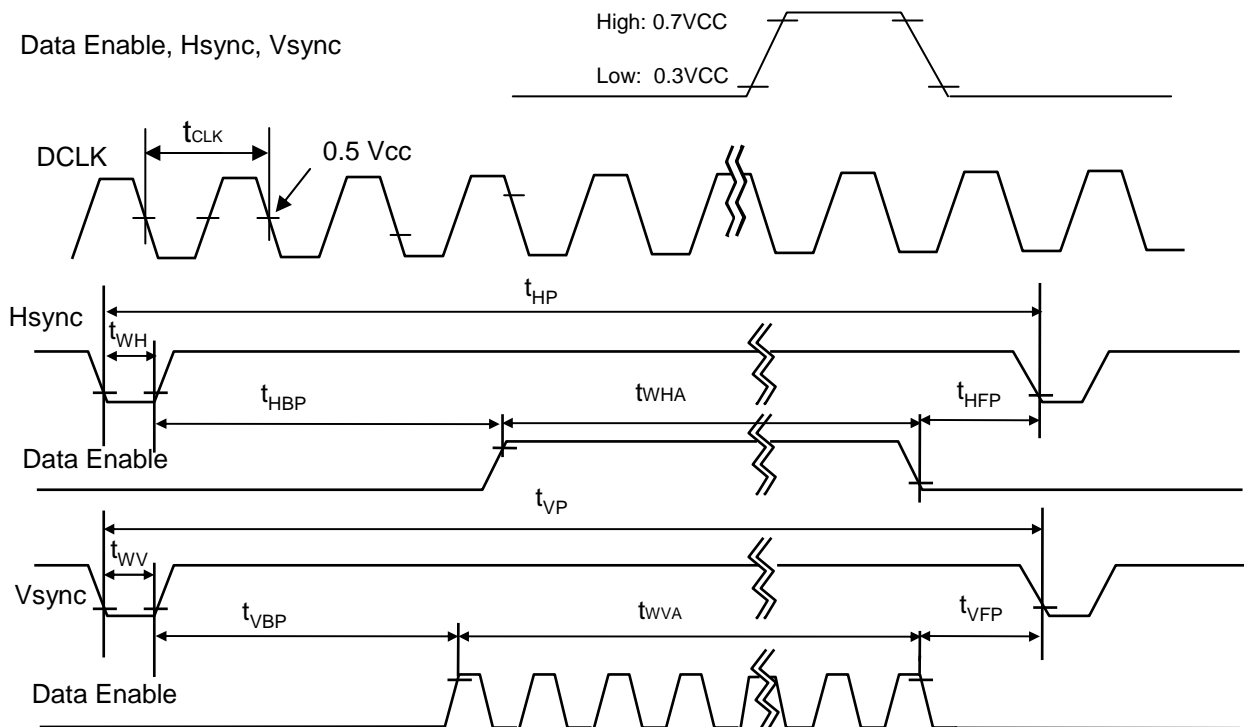 High: 0.7VCC
Data Enable, Hsync, Vsync
Low: 0.3VCC
tCLK
DCLK
0.5 Vcc
tHP
Hsync
tWH
tHBP
tWHA
tHFP
Data Enable
tVP
tWV
Vsync
tVBP
tWVA
tVFP
Data Enable